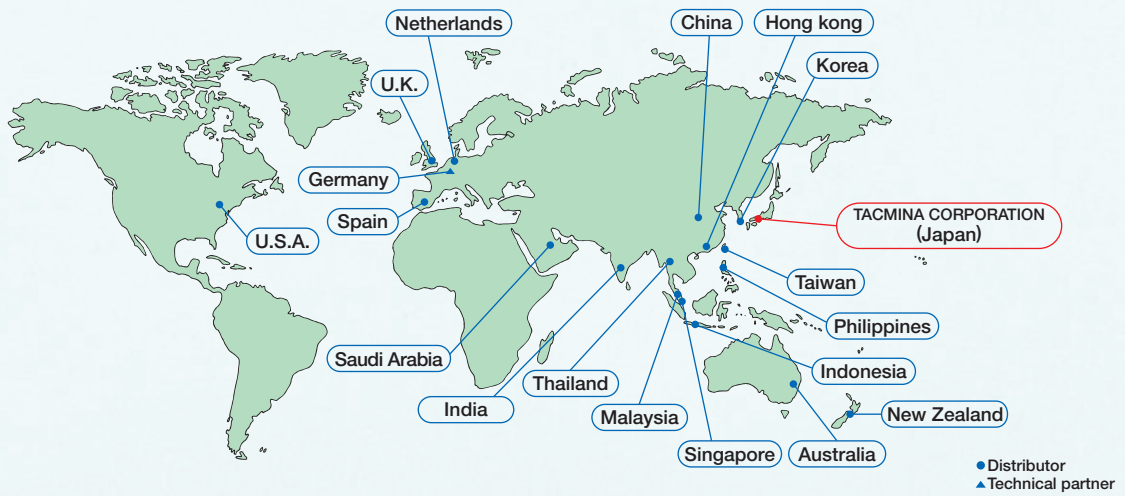 Netherlands
China
Hong kong
U.K.
Korea
Germany
Spain
U.S.A.
TACMINA CORPORATION
(Japan)
Taiwan
Philippines
Saudi Arabia
Indonesia
Thailand
India
Malaysia
New Zealand
Singapore
Australia
Distributor
Technical partner